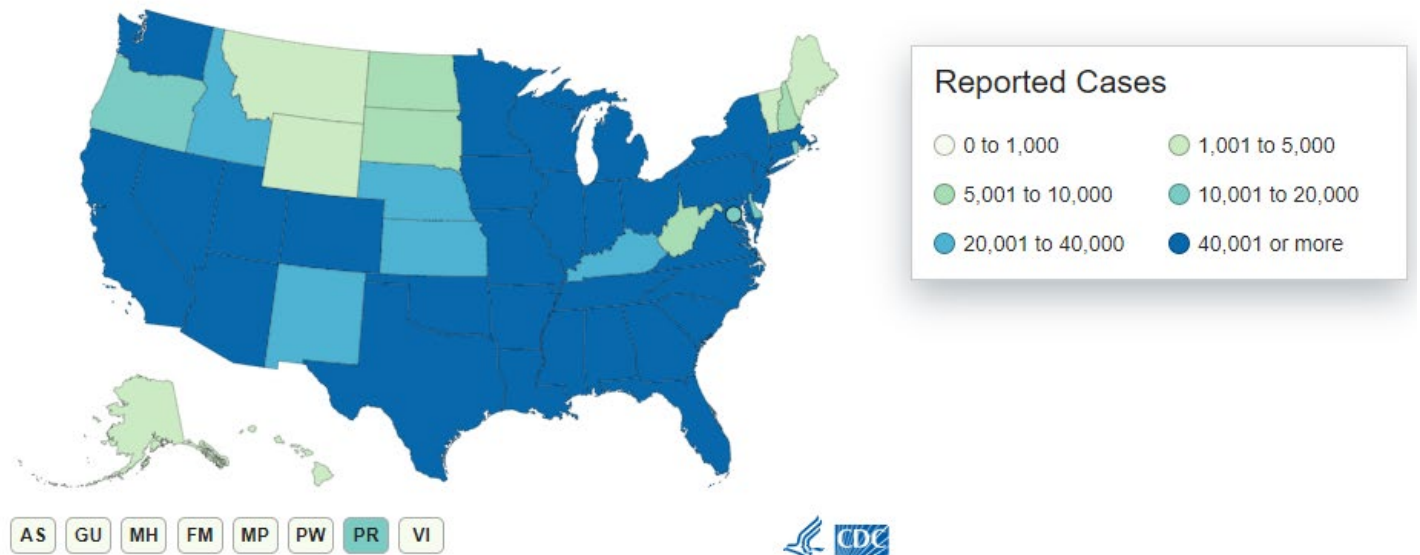 Reported Cases
0 to 1,000
1,001 to 5,000
5,001 to 10,000
10,001 to 20,000
20,001 to 40,000
40,001 or more
AS GU MH FM MP PW PR VI
CDC